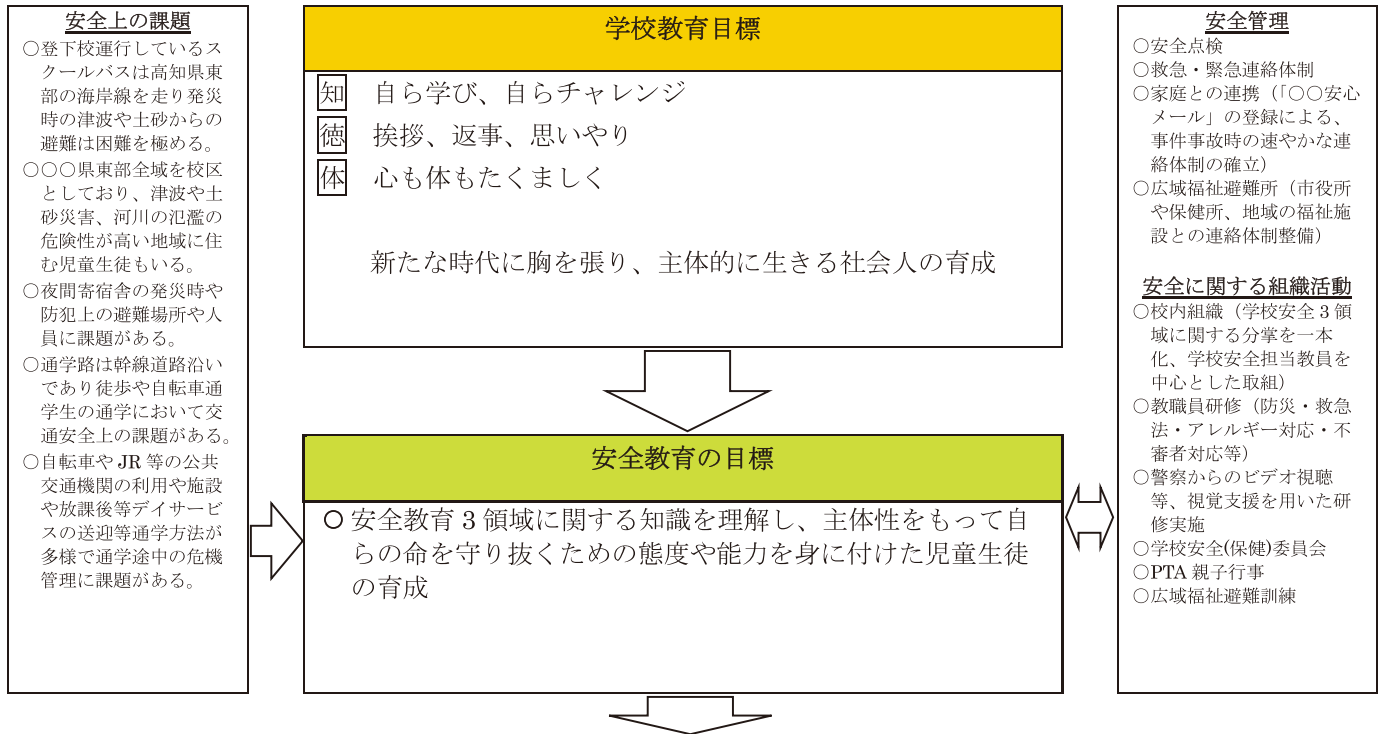 安全上の課題
○登下校運行しているス
クールバスは高知県東
部の海岸線を走り発災
時の津波や土砂からの
避難は困難を極める。
○○○県東部全域を校区
としており、津波や土
砂災害、河川の氾濫の
危険性が高い地域に住
む児童生徒もいる。
○夜間寄宿舎の発災時や
防犯上の避難場所や人
員に課題がある。
○通学路は幹線道路沿い
であり徒歩や自転車通
学生の通学において交
通安全上の課題がある。
○自転車や JR 等の公共
交通機関の利用や施設
や放課後等デイサービ
スの送迎等通学方法が
多様で通学途中の危機
管理に課題がある。
学校教育目標
知 自ら学び、自らチャレンジ
徳 挨拶、返事、思いやり
体 心も体もたくましく
新たな時代に胸を張り、主体的に生きる社会人の育成
安全教育の目標
○ 安全教育 3 領域に関する知識を理解し、主体性をもって自
らの命を守り抜くための態度や能力を身に付けた児童生徒
の育成
安全管理
○安全点検
○救急・緊急連絡体制
○家庭との連携（「○○安心
メール」の登録による、
事件事故時の速やかな連
絡体制の確立）
○広域福祉避難所（市役所
や保健所、地域の福祉施
設との連絡体制整備）
安全に関する組織活動
○校内組織（学校安全 3 領
域に関する分掌を一本
化、学校安全担当教員を
中心とした取組）
○教職員研修（防災・救急
法・アレルギー対応・不
審者対応等）
○警察からのビデオ視聴
等、視覚支援を用いた研
修実施
○学校安全(保健)委員会
○PTA 親子行事
○広域福祉避難訓練